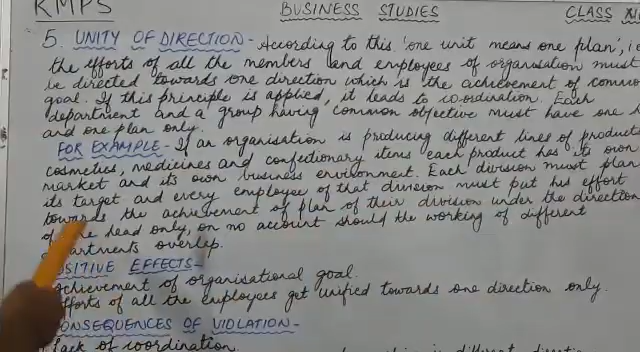 KMPS BUSINESS STUDIES CLASS XII
5. UNITY OF DIRECTION - According to this 'one unit means one plan', i.e
the efforts of all the members and employees of organisation must
be directed towards one direction which is the achievement of common
goal. If this principle is applied, it leads to co-ordination. Each
department and a group having common objective must have one h
and one plan only.
FOR EXAMPLE - If an organisation is producing different lines of product
cosmetics, medicines and confectionary items each product has its own
market and its own business environment. Each division must plan
its target and every employee of that division must put his effort
towards the achievement of plan of their division under the direction
of one head only, on no account should the working of different
departments overlap.
POSITIVE EFFECTS -
achievement of organisational goal.
Efforts of all the employees get unified towards one direction only.
CONSEQUENCES OF VIOLATION -
Lack of coordination.